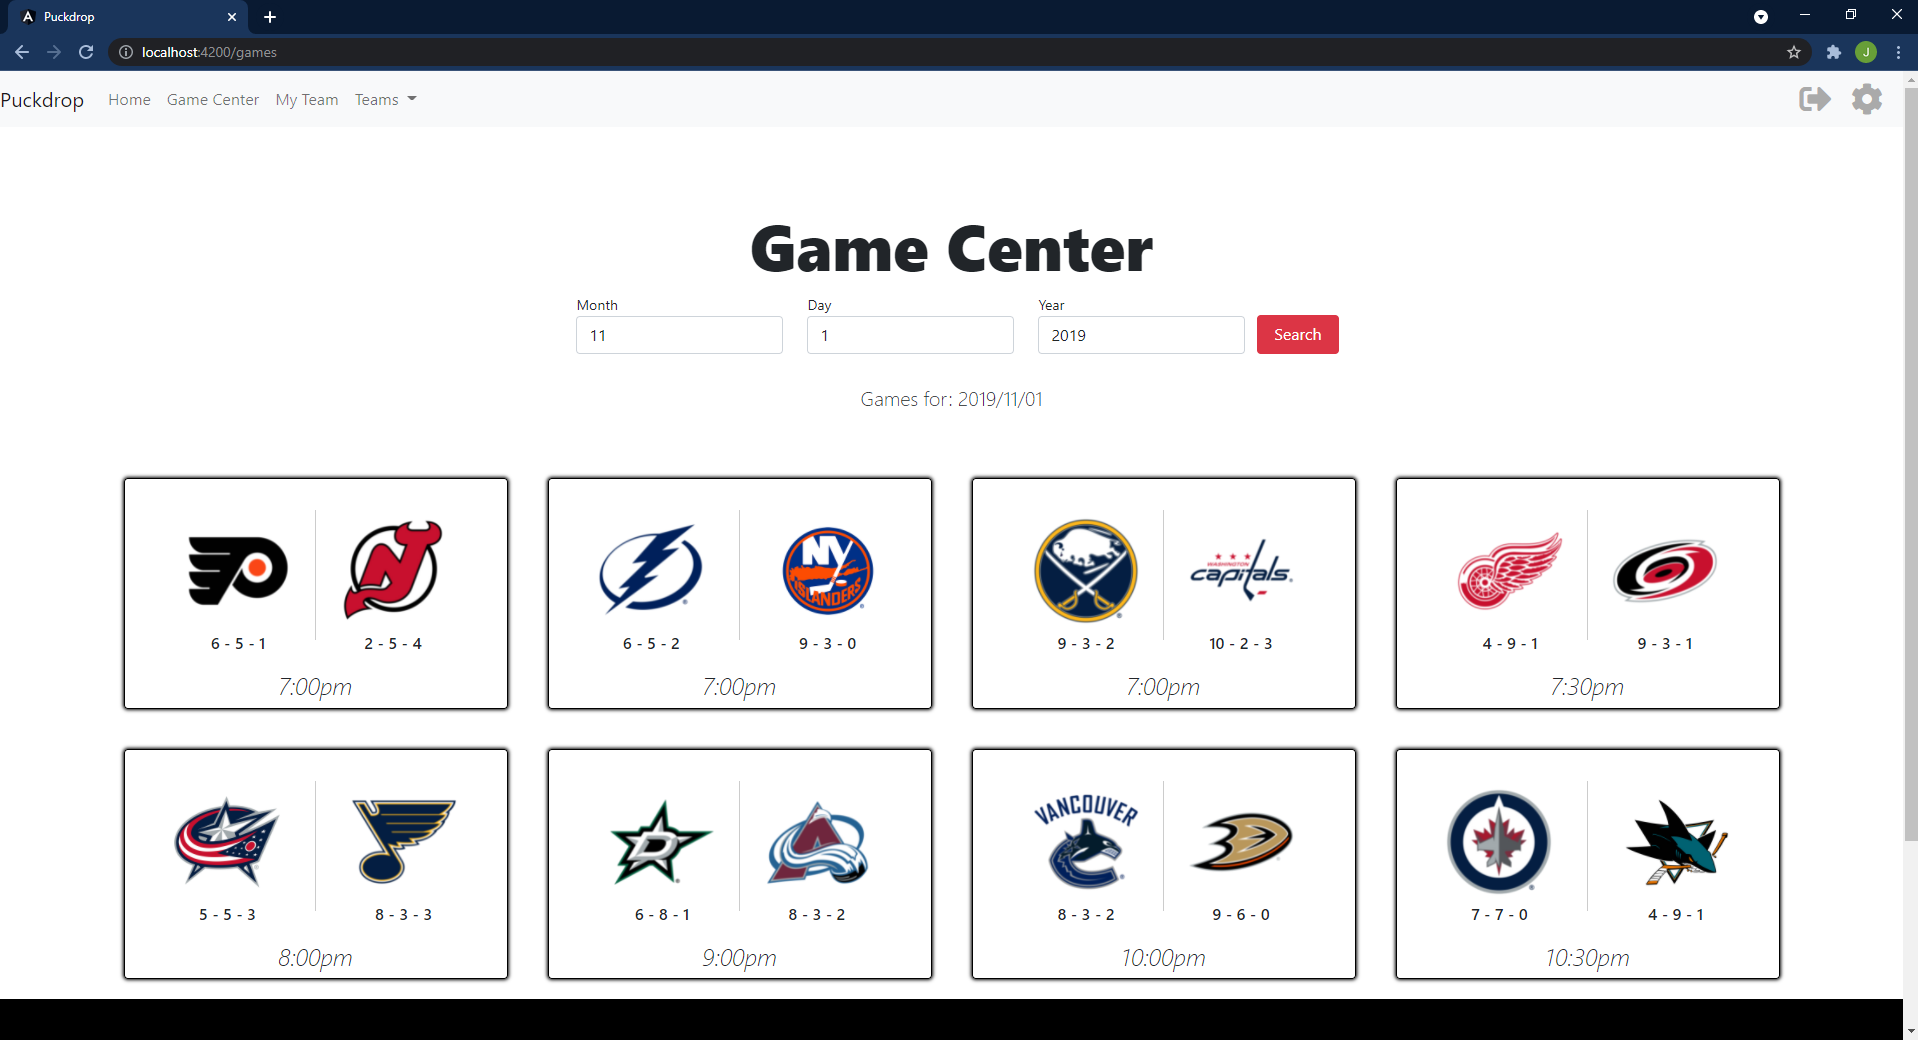 Puckdrop
localhost:4200/games
J
Puckdrop Home Game Center My Team Teams
Game Center
Month Day Year
11 1 2019 Search
Games for: 2019/11/01
NY ISLANDERS WASHINGTON capitals
6 - 5 - 1 2 - 5 - 4 6 - 5 - 2 9 - 3 - 0 9 - 3 - 2 10 - 2 - 3 4 - 9 - 1 9 - 3 - 1
7:00pm 7:00pm 7:00pm 7:30pm
D VANCOUVER
5 - 5 - 3 8 - 3 - 3 6 - 8 - 1 8 - 3 - 2 8 - 3 - 2 9 - 6 - 0 7 - 7 - 0 4 - 9 - 1
8:00pm 9:00pm 10:00pm 10:30pm